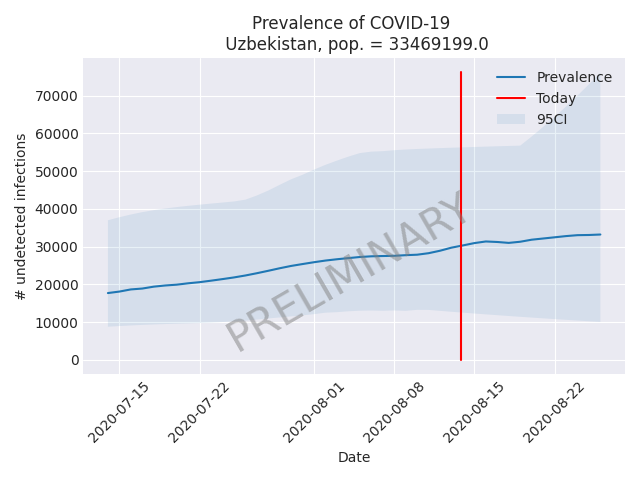 Prevalence of COVID-19
Uzbekistan, pop. = 33469199.0
Prevalence
Today
95CI
70000
60000
50000
40000
30000
20000
10000
0
# undetected infections
PRELIMINARY
2020-07-15
2020-07-22
2020-08-01
2020-08-08
2020-08-15
2020-08-22
Date